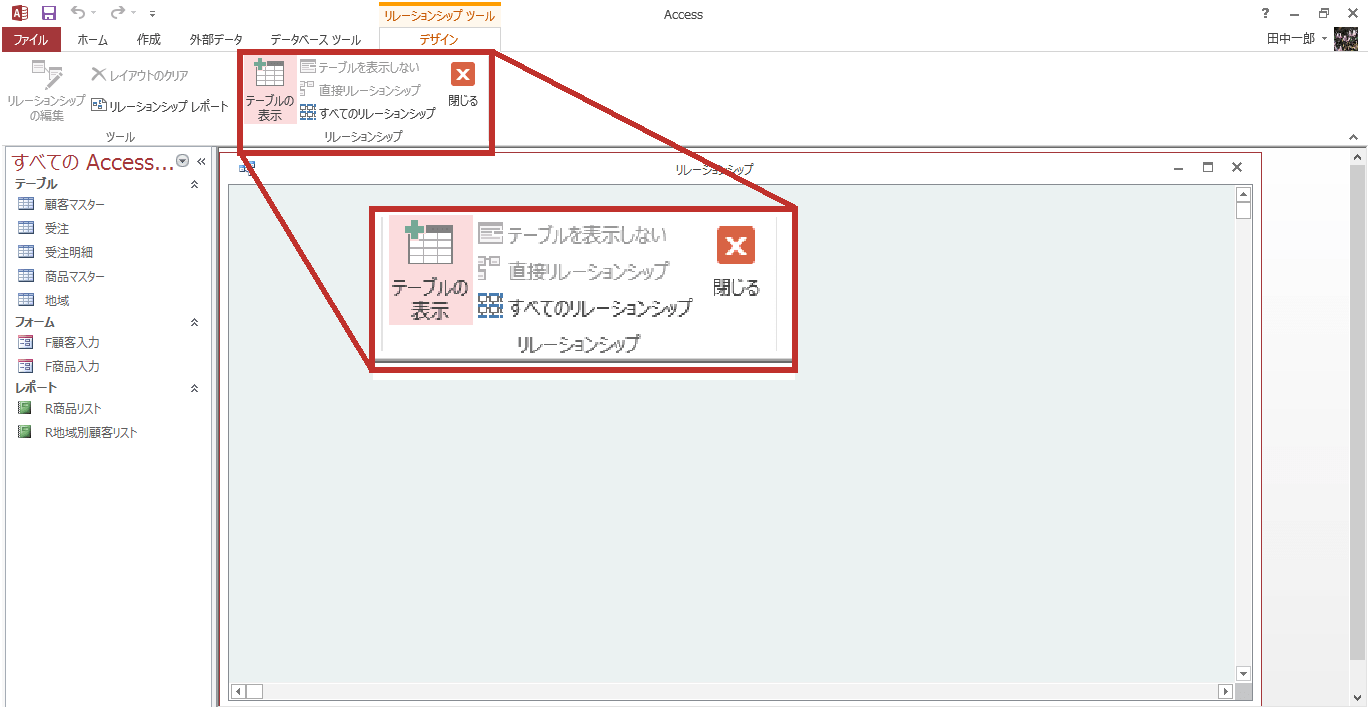 リレーションシップ ツール
Access
ファイル
ホーム
作成
外部データ
データベース ツール
デザイン
田中一郎
リレーションシップ
の編集
レイアウトのクリア
リレーションシップ レポート
ツール
テーブルの
表示
テーブルを表示しない
直接リレーションシップ
すべてのリレーションシップ
閉じる
リレーションシップ
すべての Access...
テーブル
顧客マスター
受注
受注明細
商品マスター
地域
フォーム
F顧客入力
F商品入力
レポート
R商品リスト
R地域別顧客リスト
リレーションシップ
テーブルの
表示
テーブルを表示しない
直接リレーションシップ
すべてのリレーションシップ
閉じる
リレーションシップ